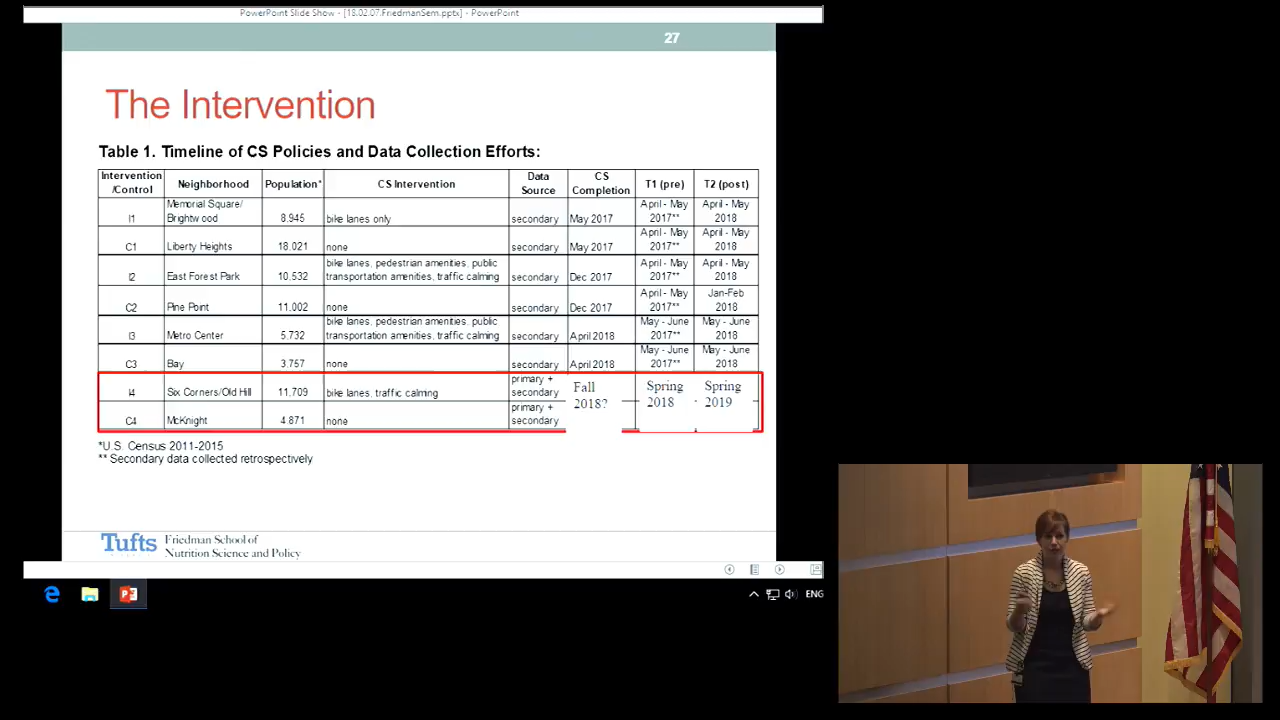 PowerPoint Slide Show - [18.02.07.FriedmanSem.pptx] - PowerPoint
27
The Intervention
Table 1. Timeline of CS Policies and Data Collection Efforts:
Intervention /Control Neighborhood Population* CS Intervention Data Source CS Completion T1 (pre) T2 (post)
I1 Memorial Square/ Brightwood 8.945 bike lanes only secondary May 2017 April - May 2017** April - May 2018
C1 Liberty Heights 18.021 none secondary May 2017 April - May 2017** April - May 2018
I2 East Forest Park 10,532 bike lanes, pedestrian amenities, public transportation amenities, traffic calming secondary Dec 2017 April - May 2017** April - May 2018
C2 Pine Point 11.002 none secondary Dec 2017 April - May 2017** Jan-Feb 2018
I3 Metro Center 5.732 bike lanes, pedestrian amenities, public transportation amenities, traffic calming secondary April 2018 May - June 2017** May - June 2018
C3 Bay 3.757 none secondary April 2018 May - June 2017** May - June 2018
I4 Six Corners/Old Hill 11,709 bike lanes, traffic calming primary + secondary Fall 2018? Spring 2018 Spring 2019
C4 McKnight 4.871 none primary + secondary
*U.S. Census 2011-2015
** Secondary data collected retrospectively
Tufts Friedman School of
Nutrition Science and Policy
ENG